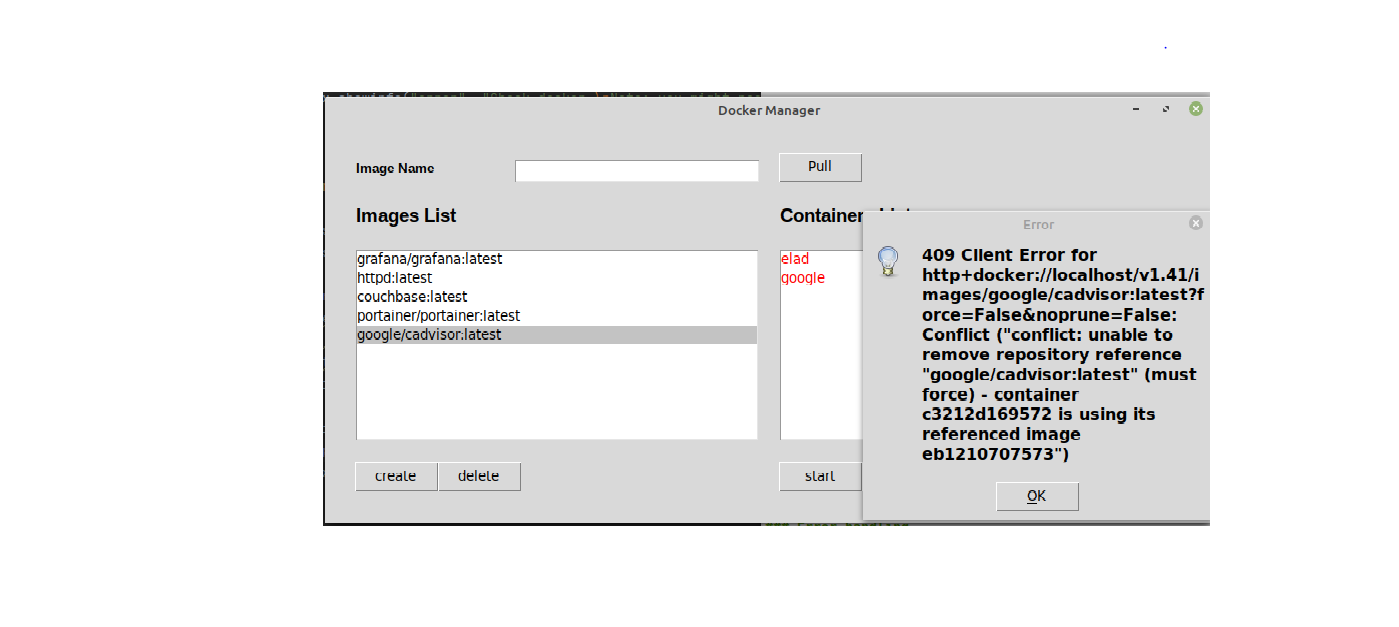 Docker Manager
Image Name
Pull
Images List
Container
Error
grafana/grafana:latest
httpd:latest
couchbase:latest
portainer/portainer:latest
google/cadvisor:latest
elad
google
409 Client Error for
http+docker://localhost/v1.41/i
mages/google/cadvisor:latest?f
orce=False&noprune=False:
Conflict ("conflict: unable to
remove repository reference
"google/cadvisor:latest" (must
force) - container
c3212d169572 is using its
referenced image
eb1210707573")
create
delete
start
OK